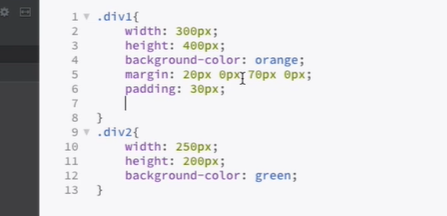 1 .div1{
2 width: 300px;
3 height: 400px;
4 background-color: orange;
5 margin: 20px 0px 70px 0px;
6 padding: 30px;
7
8 }
9 .div2{
10 width: 250px;
11 height: 200px;
12 background-color: green;
13 }